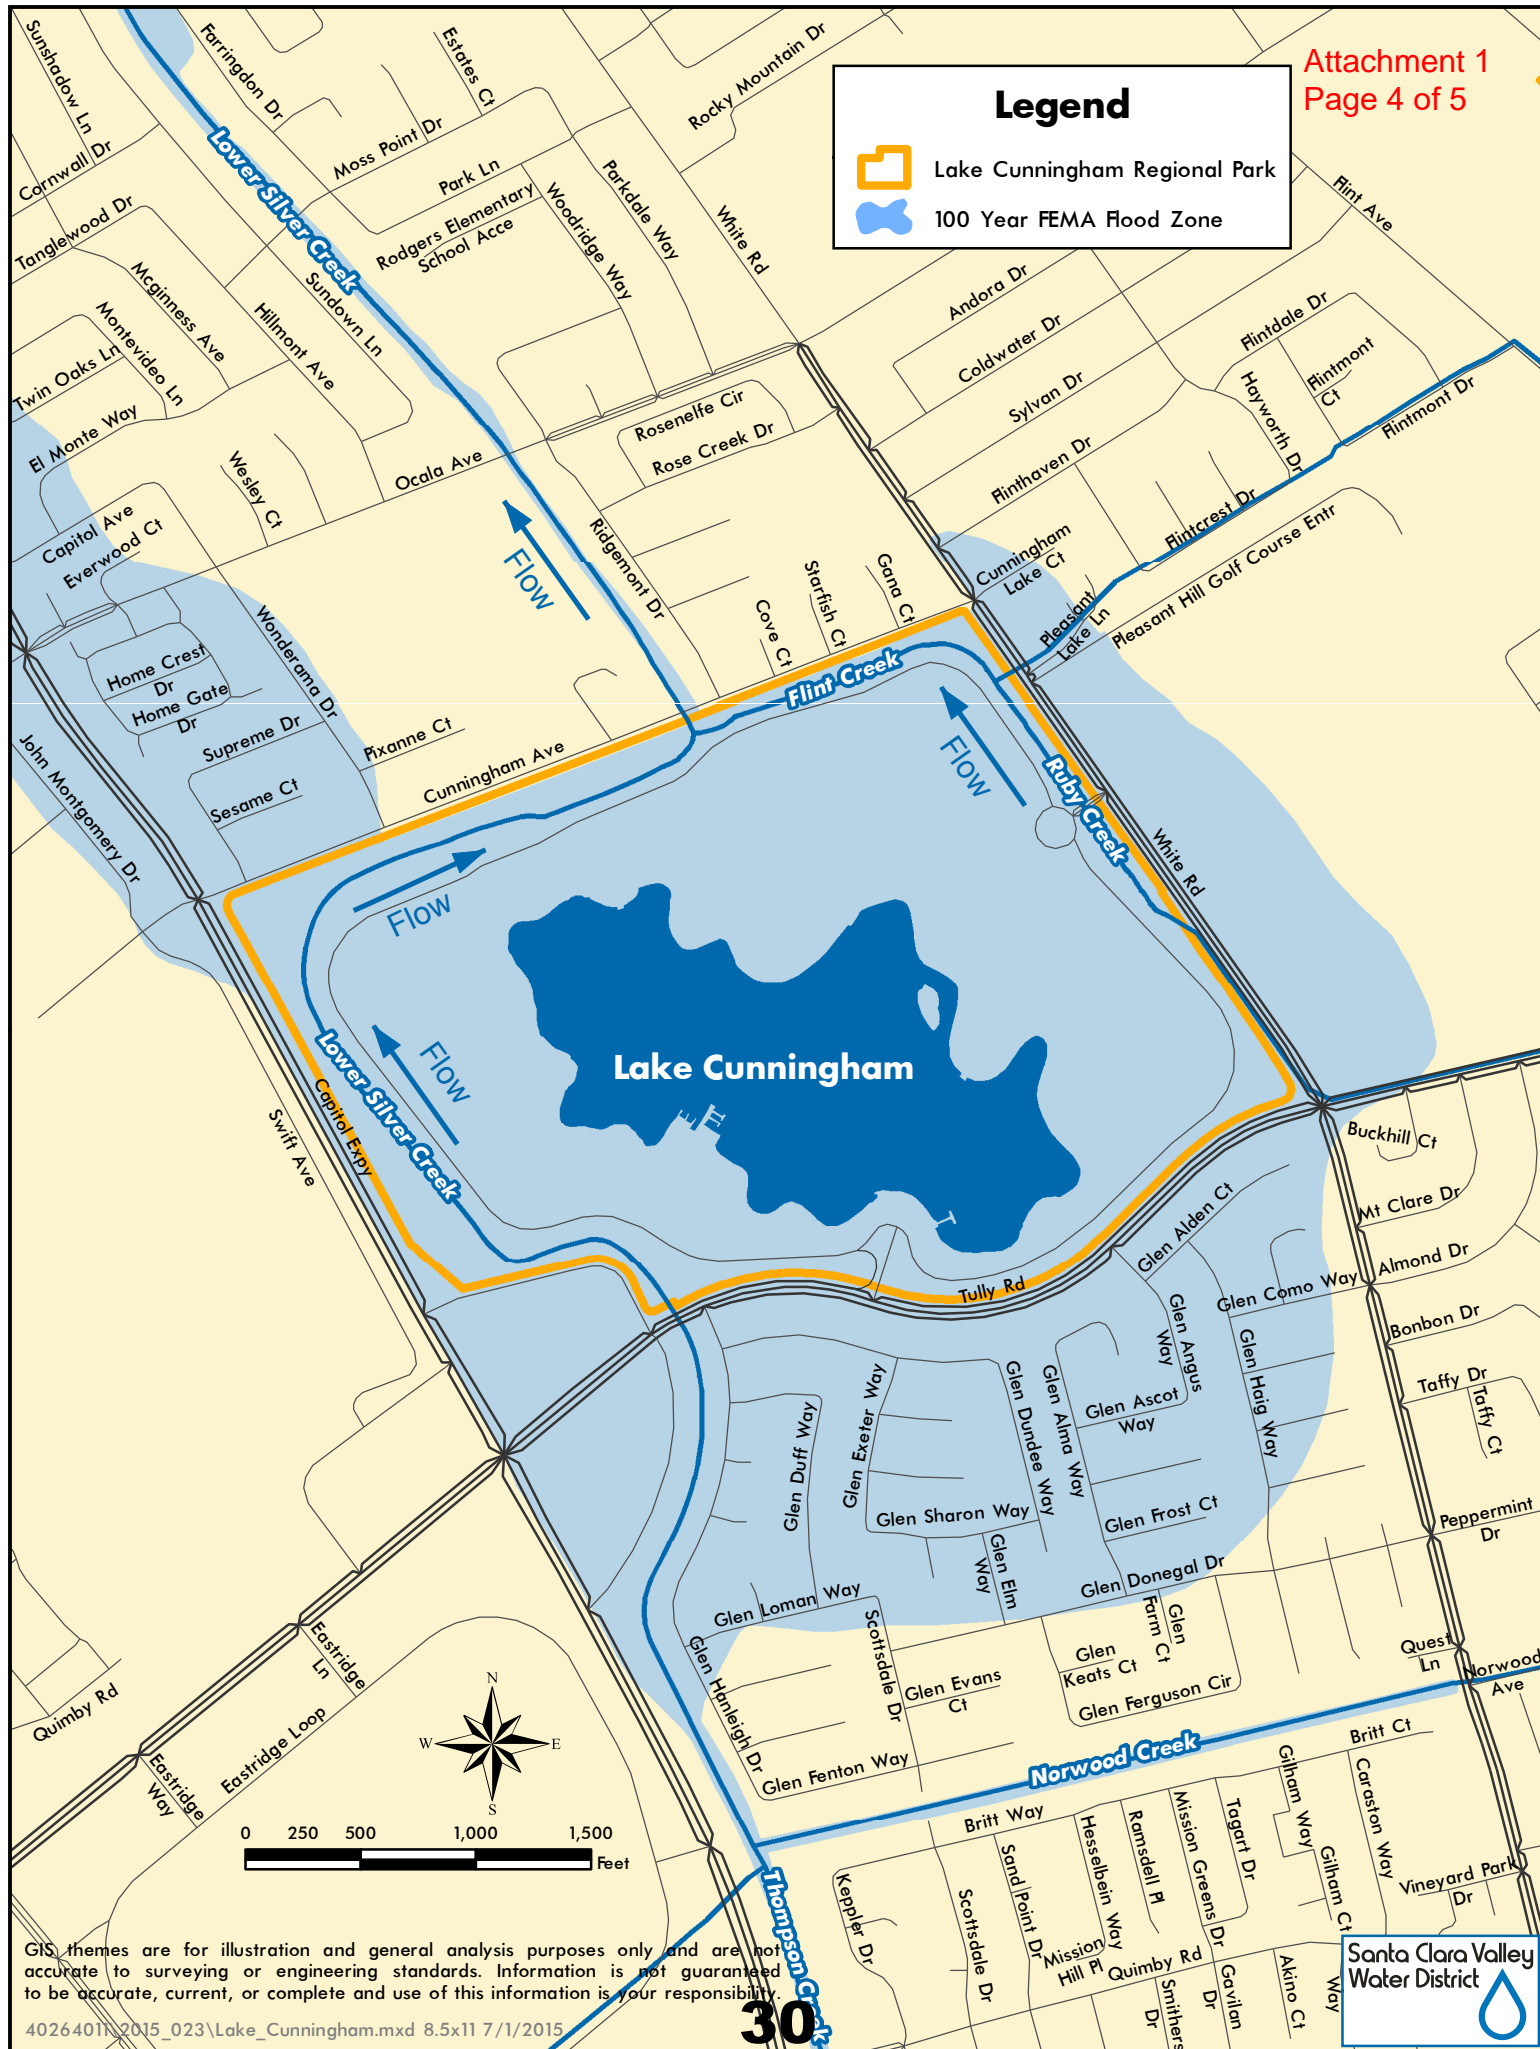 Attachment 1
Page 4 of 5
Legend
Lake Cunningham Regional Park
100 Year FEMA Flood Zone
Sunshadow Ln
Farringdon Dr
Estates Ct
Rocky Mountain Dr
Cornwall Dr
Moss Point Dr
Park Ln
Tanglewood Dr
Lower Silver Creek
Rodgers Elementary
School Acce
Woodridge Way
Parkdale Way
White Rd
Flint Ave
Mcginness Ave
Montevideo Ln
Hillmont Ave
Sundown Ln
Twin Oaks Ln
El Monte Way
Andora Dr
Coldwater Dr
Sylvan Dr
Flintdale Dr
Flintmont
Ct
Hayworth Dr
Flintmont Dr
Rosenelfe Cir
Rose Creek Dr
Ocala Ave
Wesley Ct
Flinthaven Dr
Flintcrest Dr
Capitol Ave
Everwood Ct
Flow
Ridgemont Dr
Cunningham
Lake Ct
Pleasant
Lake Ln
Pleasant Hill Golf Course Entr
Gana Ct
Starfish Ct
Cove Ct
Wonderama Dr
Home Crest
Dr
Home Gate
Dr
Supreme Dr
Sesame Ct
Pixanne Ct
Cunningham Ave
Flint Creek
Flow
Ruby Creek
White Rd
John Montgomery Dr
Flow
Lake Cunningham
Flow
Lower Silver Creek
Capitol Expy
Swift Ave
Tully Rd
Buckhill Ct
Mt Clare Dr
Almond Dr
Glen Alden Ct
Glen Como Way
Bonbon Dr
Glen Angus
Way
Glen Haig Way
Taffy Dr
Taffy Ct
Glen Ascot
Way
Glen Alma Way
Glen Dundee Way
Glen Exeter Way
Glen Duff Way
Glen Sharon Way
Glen Frost Ct
Peppermint
Dr
Glen Elm
Way
Glen Donegal Dr
Glen Loman Way
Glen
Farm Ct
Scottsdale Dr
Glen
Keats Ct
Glen Evans
Ct
Glen Ferguson Cir
Quest
Ln
Norwood
Ave
Glen Hanleigh Dr
Glen Fenton Way
Norwood Creek
Britt Ct
Eastridge
Ln
Quimby Rd
Eastridge Loop
Eastridge
Way
N
W
E
S
0 250 500 1,000 1,500
Feet
Britt Way
Gilham Way
Caraston Way
Tagart Dr
Mission Greens Dr
Ramsdell Pl
Hesselbein Way
Sand Point Dr
Gilham Ct
Vineyard Park
Dr
Keppler Dr
Scottsdale Dr
Mission
Hill Pl
Quimby Rd
Smithers
Dr
Gavilan
Dr
Akino Ct
Way
Thompson Creek
GIS themes are for illustration and general analysis purposes only and are not
accurate to surveying or engineering standards. Information is not guaranteed
to be accurate, current, or complete and use of this information is your responsibility.
40264011\2015_023\Lake_Cunningham.mxd 8.5x11 7/1/2015
30
Santa Clara Valley
Water District